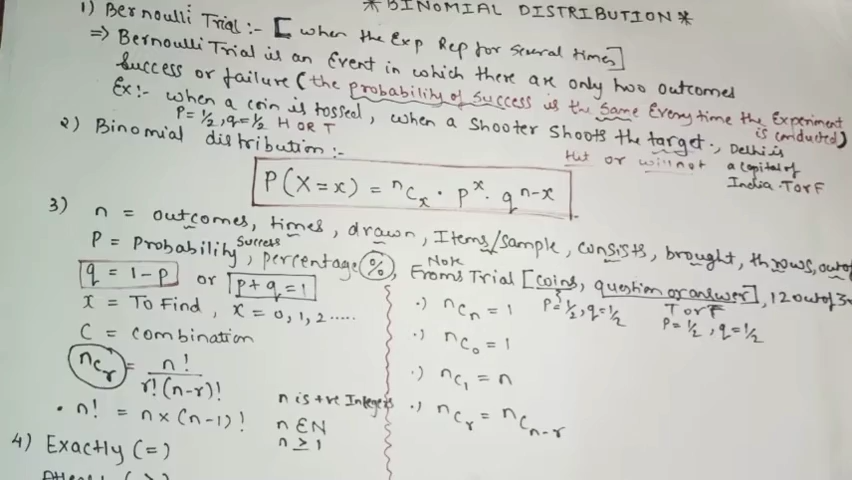 *BINOMIAL DISTRIBUTION*
1) Bernoulli Trial :- [when the Exp Rep for several times]
⇒ Bernoulli Trial is an Event in which there are only two outcomes
Success or failure (the probability of success is the same Every time the Experiment
is conducted)
Ex:- when a coin is tossed, when a shooter shoots the target., Delhi is
P=½, q=½ H OR T
Hit or will not
a capital of
India. T or F
2) Binomial distribution :-
P(X=x) = ⁿCₓ · pˣ · qⁿ⁻ˣ
3) n = outcomes, times, drawn, Items/sample, consists, brought, throws, out of
P = Probability, Success, percentage (%), From Trial [coins, question or answer], 12 out of 3
q = 1-p or p+q=1
x = To Find, x = 0, 1, 2.....
C = combination
nCr = n! / r!(n-r)!
• n! = n×(n-1)!
n is +ve Integers
n ∈ N
n ≥ 1
Note
P=½, q=½
T or F
P=½, q=½
·) nCn = 1
·) nC0 = 1
·) nC1 = n
·) nCr = nCn-r
4) Exactly (=)